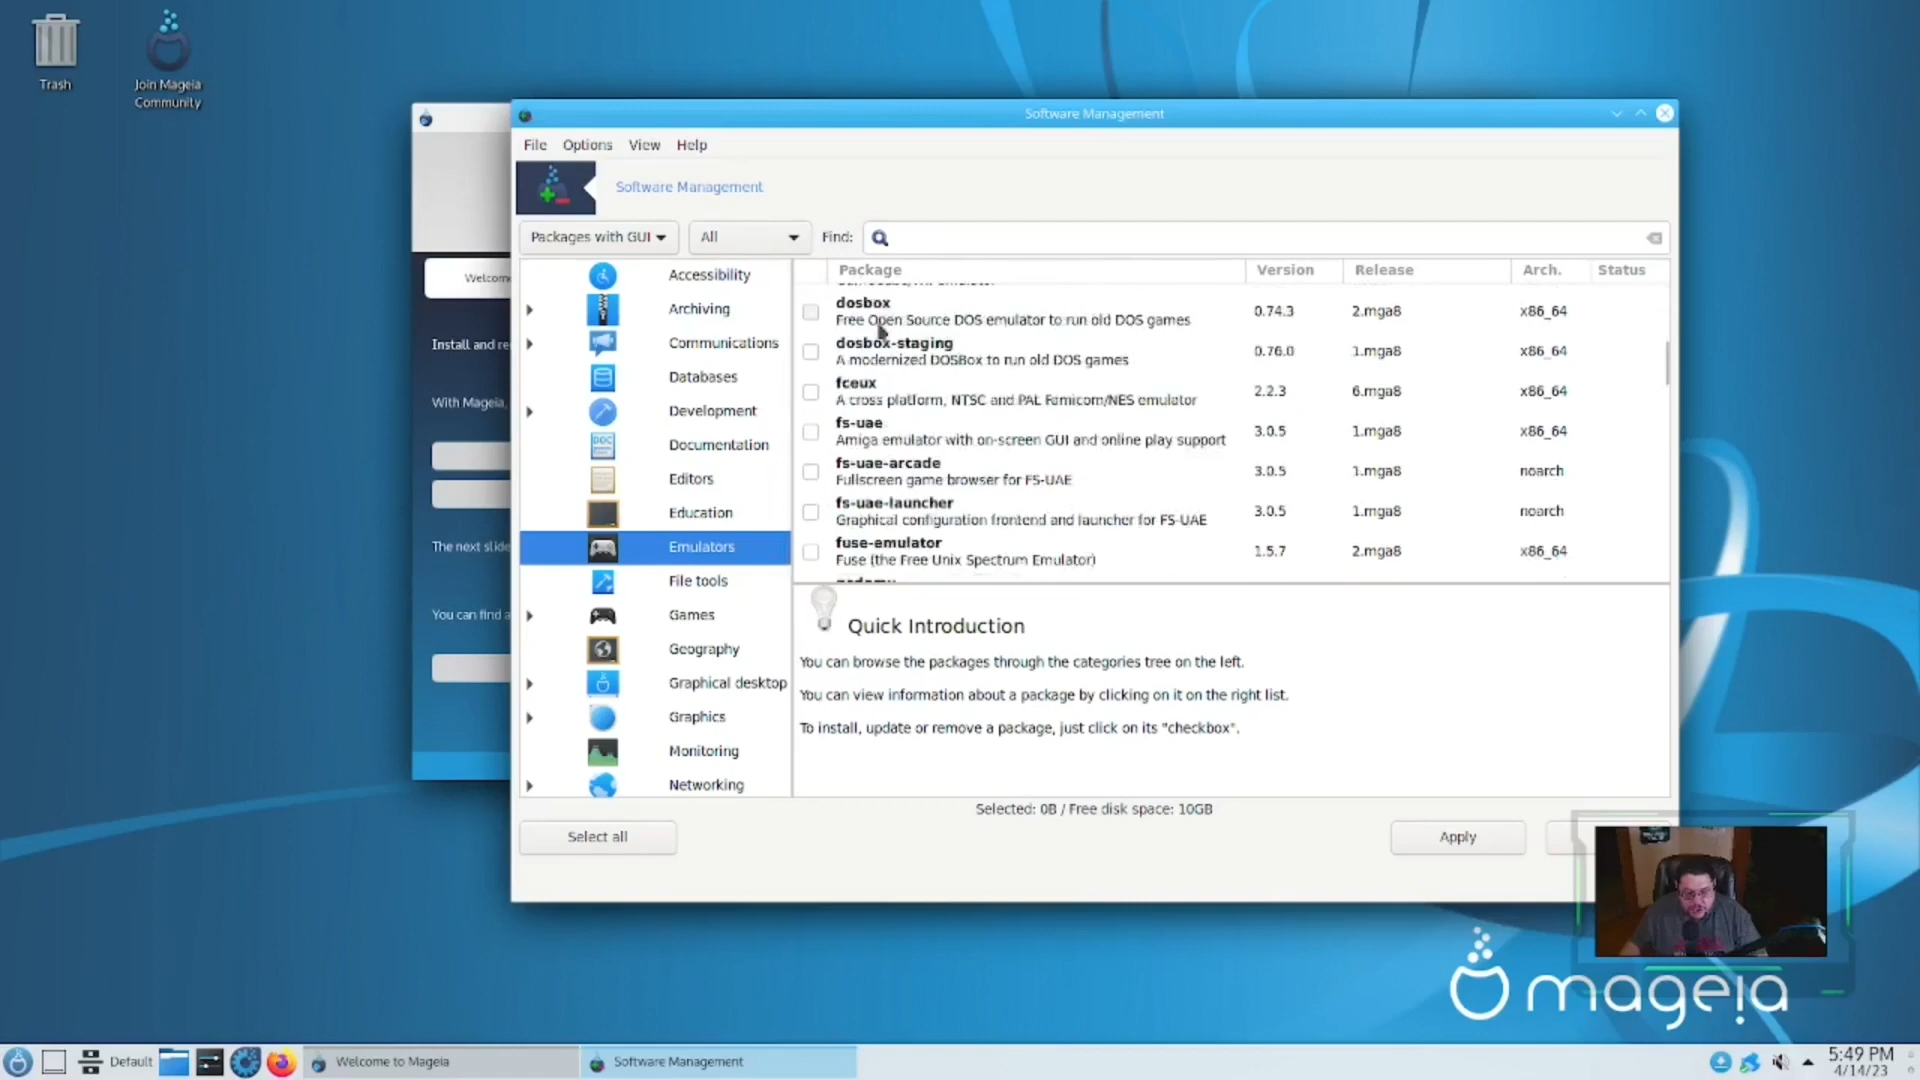 Trash
Join Mageia
Community
Software Management
File Options View Help
Software Management
Packages with GUI
All
Find:
Accessibility
Archiving
Communications
Databases
Development
Documentation
Editors
Education
Emulators
File tools
Games
Geography
Graphical desktop
Graphics
Monitoring
Networking
Package Version Release Arch. Status
dosbox
Free Open Source DOS emulator to run old DOS games
0.74.3 2.mga8 x86_64
dosbox-staging
A modernized DOSBox to run old DOS games
0.76.0 1.mga8 x86_64
fceux
A cross platform, NTSC and PAL Famicom/NES emulator
2.2.3 6.mga8 x86_64
fs-uae
Amiga emulator with on-screen GUI and online play support
3.0.5 1.mga8 x86_64
fs-uae-arcade
Fullscreen game browser for FS-UAE
3.0.5 1.mga8 noarch
fs-uae-launcher
Graphical configuration frontend and launcher for FS-UAE
3.0.5 1.mga8 noarch
fuse-emulator
Fuse (the Free Unix Spectrum Emulator)
1.5.7 2.mga8 x86_64
Quick Introduction
You can browse the packages through the categories tree on the left.
You can view information about a package by clicking on it on the right list.
To install, update or remove a package, just click on its "checkbox".
Selected: 0B / Free disk space: 10GB
Select all
Apply
Welcom
Install and re
With Mageia,
The next slide
You can find a
DOC
mageia
Default
Welcome to Mageia
Software Management
5:49 PM
4/14/23